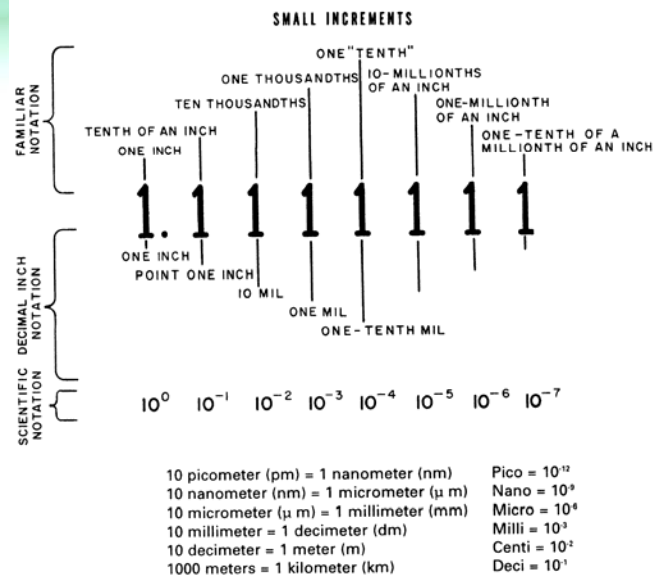 SMALL INCREMENTS
FAMILIAR
NOTATION
ONE "TENTH"
ONE THOUSANDTHS
10-MILLIONTHS
OF AN INCH
TEN THOUSANDTHS
ONE-MILLIONTH
OF AN INCH
TENTH OF AN INCH
ONE-TENTH OF A
MILLIONTH OF AN INCH
ONE INCH
1.1 1 1 1 1 1 1
DECIMAL INCH
NOTATION
ONE INCH
POINT ONE INCH
10 MIL
ONE MIL
ONE-TENTH MIL
SCIENTIFIC
NOTATION
10⁰ 10⁻¹ 10⁻² 10⁻³ 10⁻⁴ 10⁻⁵ 10⁻⁶ 10⁻⁷
10 picometer (pm) = 1 nanometer (nm) Pico = 10⁻¹²
10 nanometer (nm) = 1 micrometer (μ m) Nano = 10⁻⁹
10 micrometer (μ m) = 1 millimeter (mm) Micro = 10⁻⁶
10 millimeter = 1 decimeter (dm) Milli = 10⁻³
10 decimeter = 1 meter (m) Centi = 10⁻²
1000 meters = 1 kilometer (km) Deci = 10⁻¹